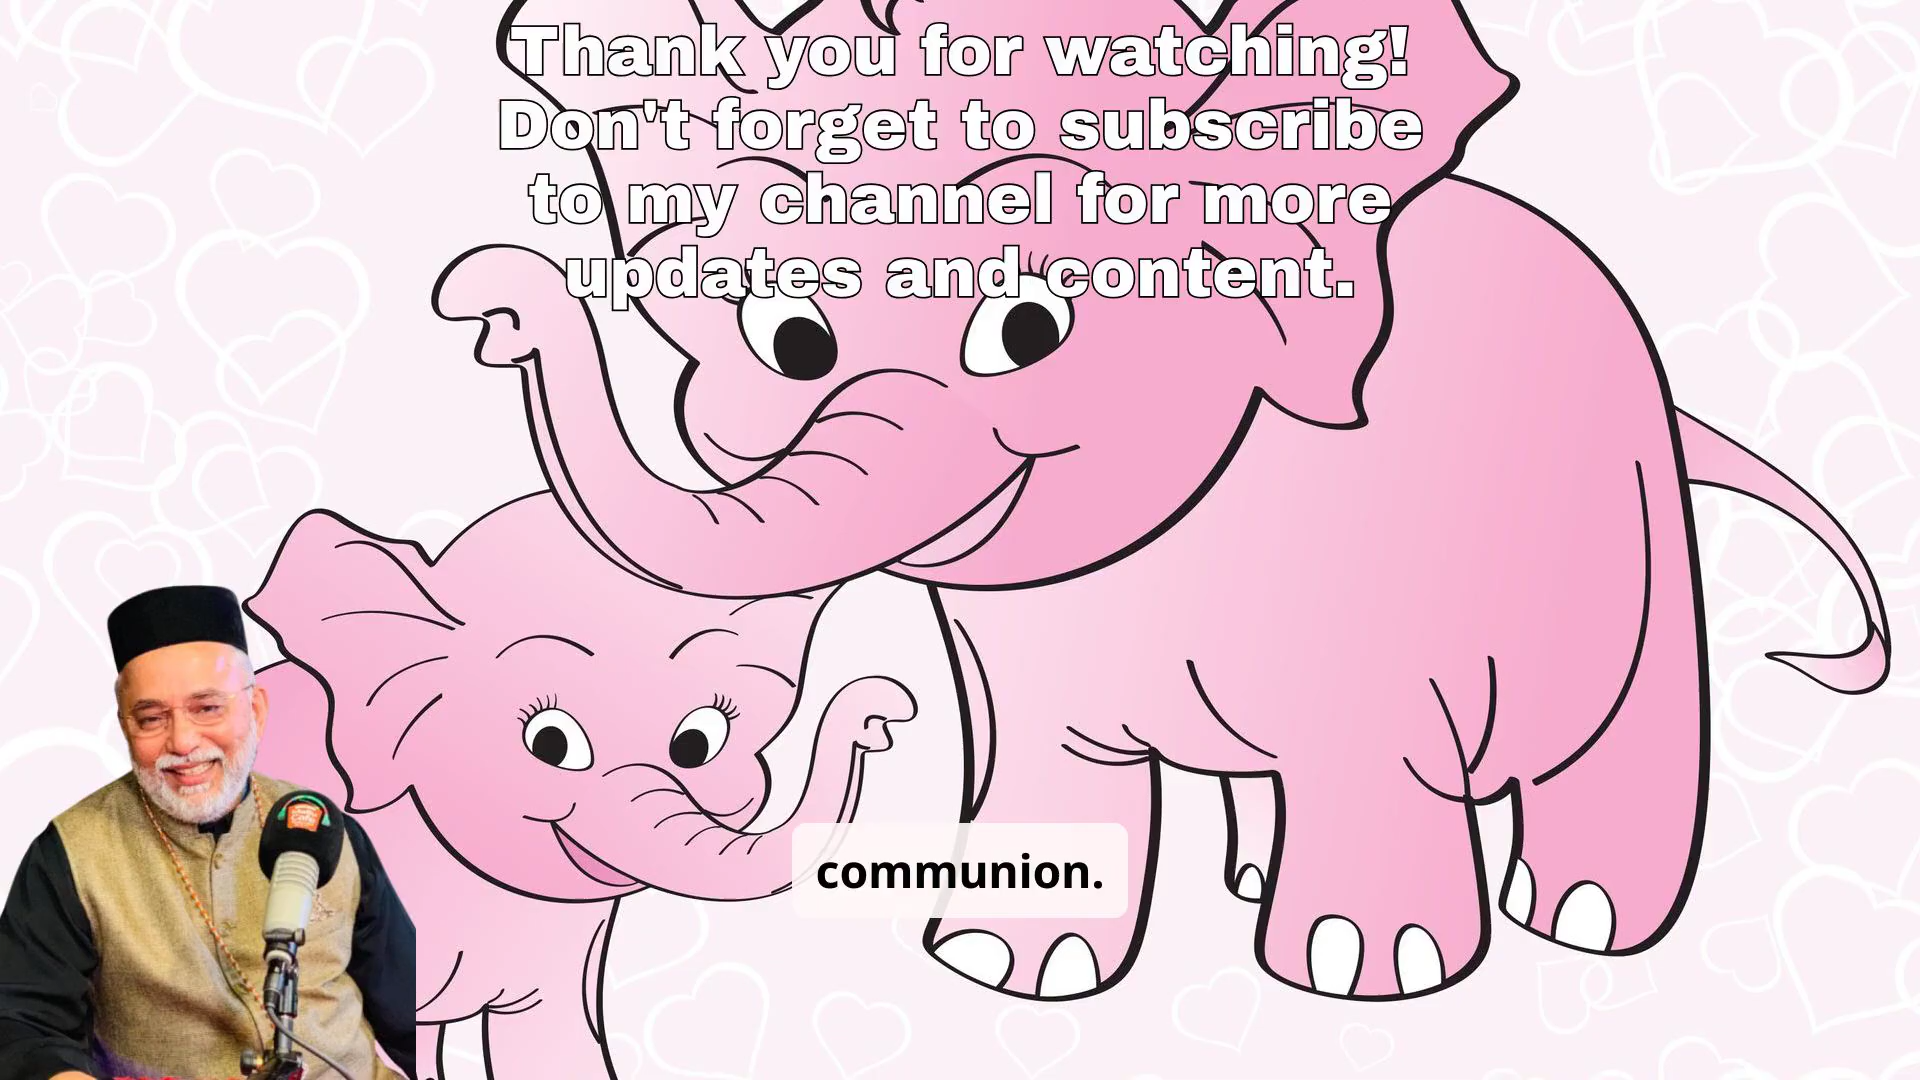 Thank you for watching!
Don't forget to subscribe
to my channel for more
updates and content.
communion.